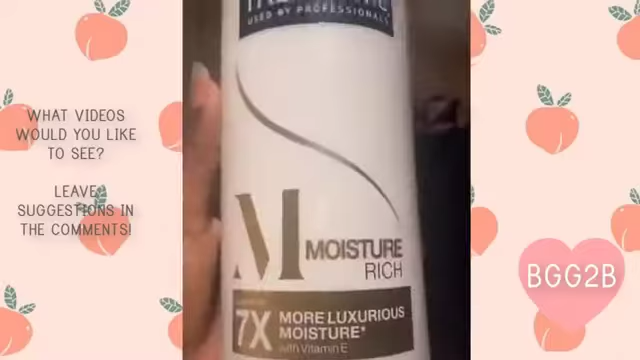 USED BY PROFESSIONALS
WHAT VIDEOS
WOULD YOU LIKE
TO SEE?
LEAVE
SUGGESTIONS IN
THE COMMENTS!
M MOISTURE
RICH
7X MORE LUXURIOUS
MOISTURE*
with Vitamin E
BGG2B